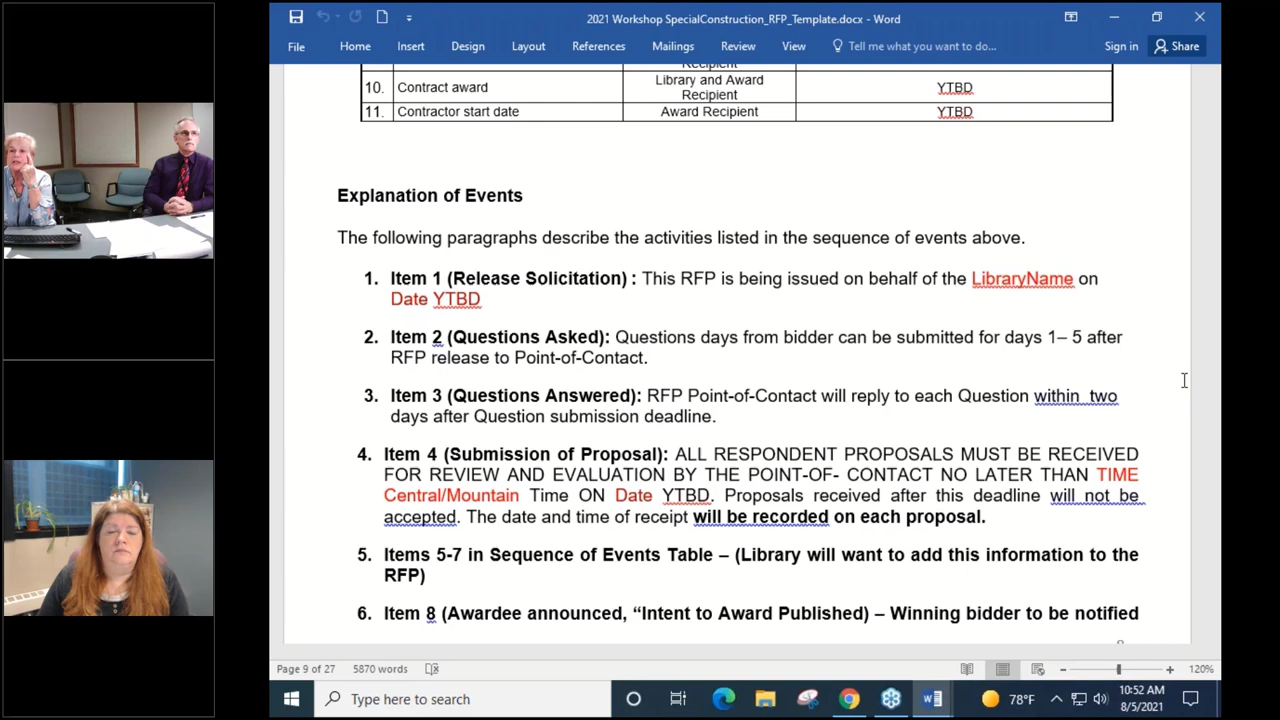 2021 Workshop SpecialConstruction_RFP_Template.docx - Word
File Home Insert Design Layout References Mailings Review View Tell me what you want to do... Sign in Share
Recipient
10. Contract award Library and Award Recipient YTBD
11. Contractor start date Award Recipient YTBD
Explanation of Events
The following paragraphs describe the activities listed in the sequence of events above.
1. Item 1 (Release Solicitation) : This RFP is being issued on behalf of the LibraryName on
Date YTBD
2. Item 2 (Questions Asked): Questions days from bidder can be submitted for days 1– 5 after
RFP release to Point-of-Contact.
3. Item 3 (Questions Answered): RFP Point-of-Contact will reply to each Question within two
days after Question submission deadline.
4. Item 4 (Submission of Proposal): ALL RESPONDENT PROPOSALS MUST BE RECEIVED
FOR REVIEW AND EVALUATION BY THE POINT-OF- CONTACT NO LATER THAN TIME
Central/Mountain Time ON Date YTBD. Proposals received after this deadline will not be
accepted. The date and time of receipt will be recorded on each proposal.
5. Items 5-7 in Sequence of Events Table – (Library will want to add this information to the
RFP)
6. Item 8 (Awardee announced, “Intent to Award Published) – Winning bidder to be notified
Page 9 of 27 5870 words 120%
Type here to search 78°F 10:52 AM
8/5/2021